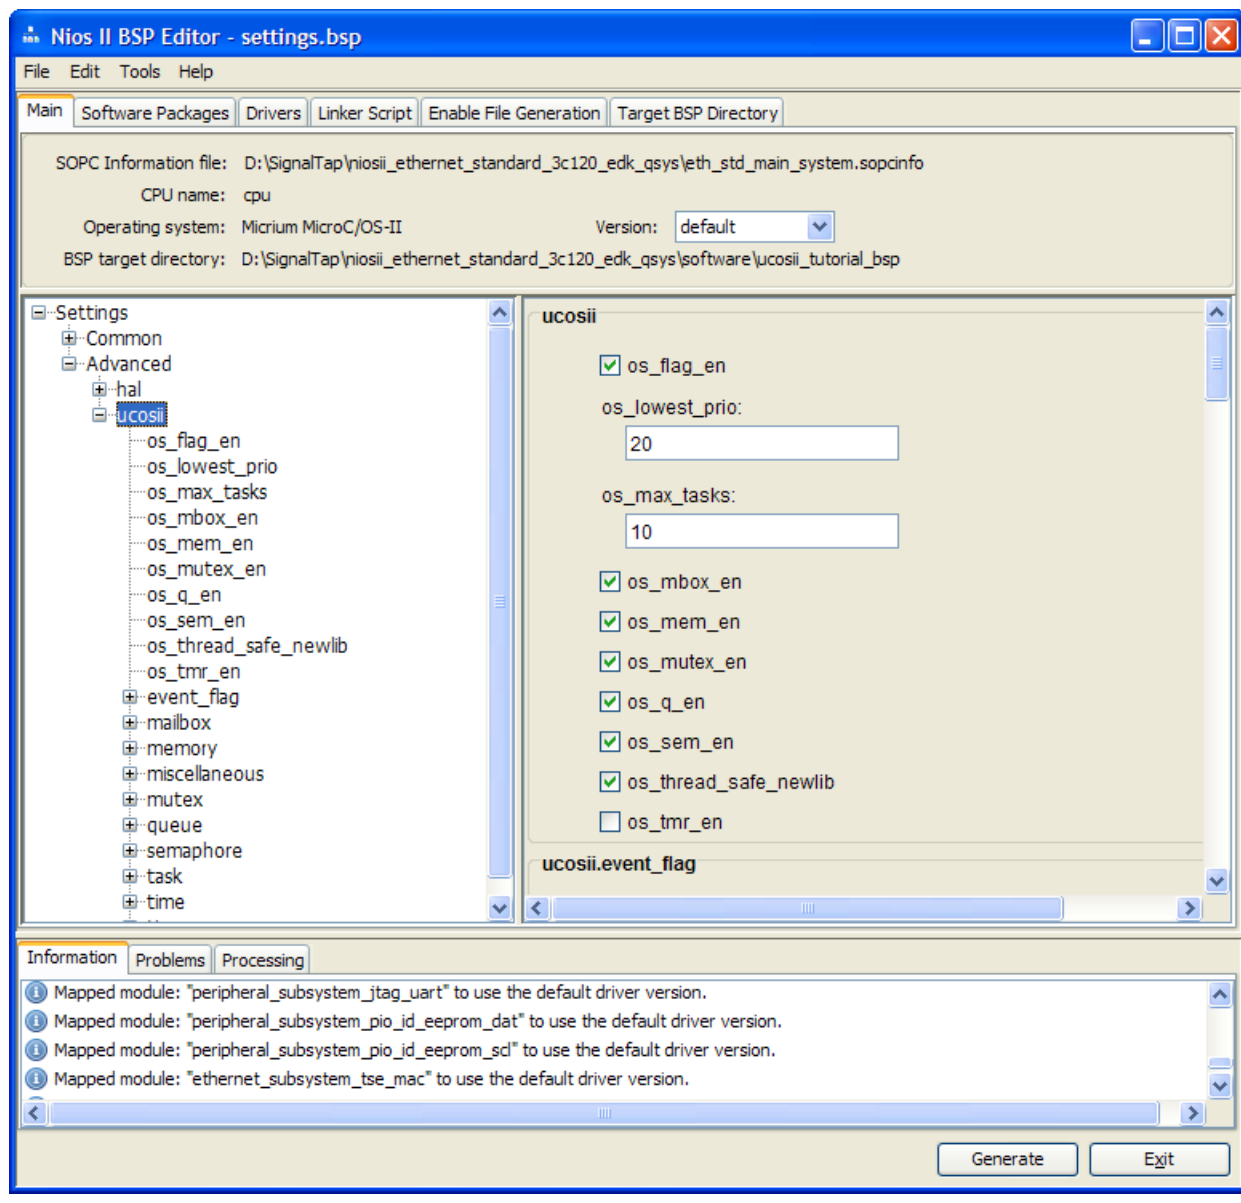 Nios II BSP Editor - settings.bsp
File Edit Tools Help
Main Software Packages Drivers Linker Script Enable File Generation Target BSP Directory
SOPC Information file: D:\SignalTap\niosii_ethernet_standard_3c120_edk_qsys\eth_std_main_system.sopcinfo
CPU name: cpu
Operating system: Micrium MicroC/OS-II Version: default
BSP target directory: D:\SignalTap\niosii_ethernet_standard_3c120_edk_qsys\software\ucosii_tutorial_bsp
Settings
Common
Advanced
hal
ucosii
os_flag_en
os_lowest_prio
os_max_tasks
os_mbox_en
os_mem_en
os_mutex_en
os_q_en
os_sem_en
os_thread_safe_newlib
os_tmr_en
event_flag
mailbox
memory
miscellaneous
mutex
queue
semaphore
task
time
ucosii
os_flag_en
os_lowest_prio:
20
os_max_tasks:
10
os_mbox_en
os_mem_en
os_mutex_en
os_q_en
os_sem_en
os_thread_safe_newlib
os_tmr_en
ucosii.event_flag
Information Problems Processing
Mapped module: "peripheral_subsystem_jtag_uart" to use the default driver version.
Mapped module: "peripheral_subsystem_pio_id_eeprom_dat" to use the default driver version.
Mapped module: "peripheral_subsystem_pio_id_eeprom_scl" to use the default driver version.
Mapped module: "ethernet_subsystem_tse_mac" to use the default driver version.
Generate Exit